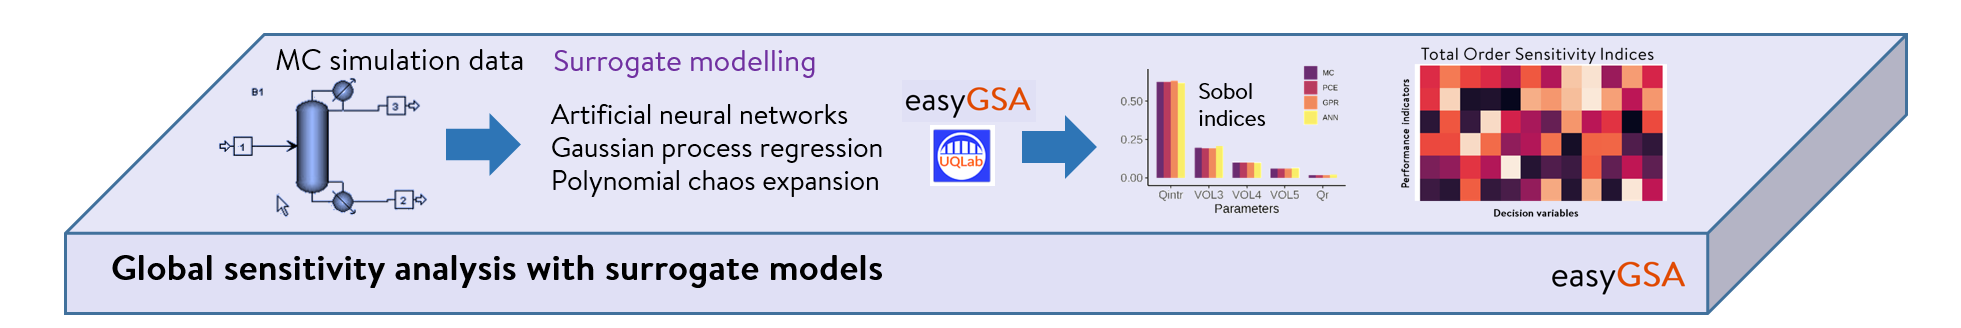 MC simulation data
B1
1
3
2
Surrogate modelling
Artificial neural networks
Gaussian process regression
Polynomial chaos expansion
easyGSA
UQLab
0.50
0.25
0.00
Sobol
indices
MC
PCE
GPR
ANN
Qintr VOL3 VOL4 VOL5 Qr
Parameters
Total Order Sensitivity Indices
Performance indicators
Decision variables
Global sensitivity analysis with surrogate models
easyGSA